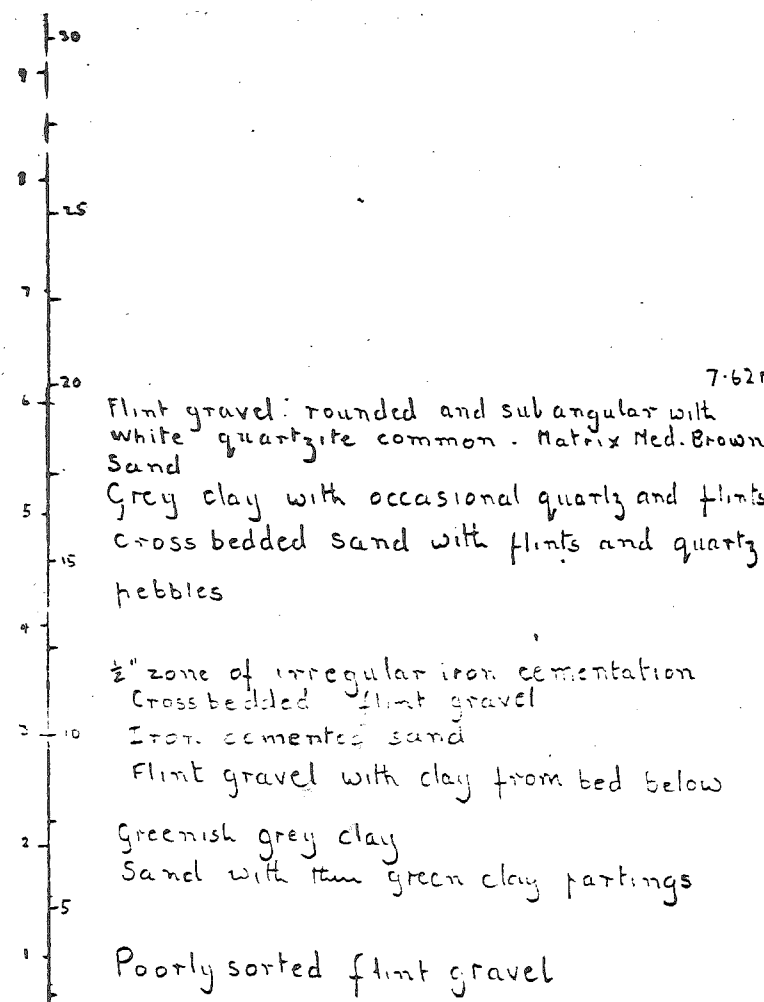 30
9
8
25
7
20
7.62
6
Flint gravel: rounded and sub angular with
white quartzite common. Matrix Med. Brown
Sand
Grey clay with occasional quartz and flints
5
cross bedded sand with flints and quartz
15
pebbles
4
½" zone of irregular iron cementation
Cross bedded flint gravel
3
10
Iron cemented sand
Flint gravel with clay from bed below
Greenish grey clay
2
Sand with thin green clay partings
5
1
Poorly sorted flint gravel